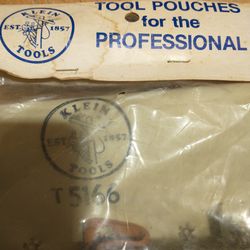 TOOL POUCHES
for the
PROFESSIONAL
KLEIN
EST. 1857
TOOLS
KLEIN
EST. 1857
TOOLS
T5166